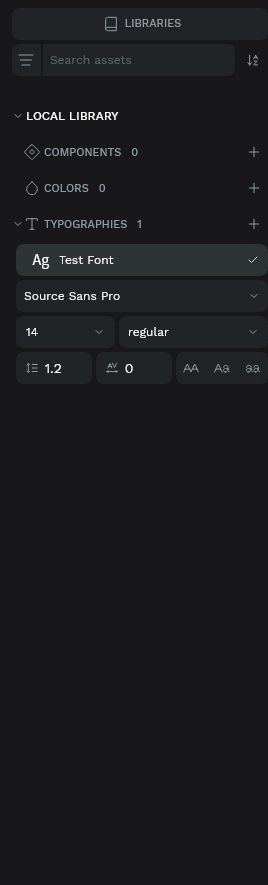 LIBRARIES
Search assets
LOCAL LIBRARY
COMPONENTS 0
COLORS 0
TYPOGRAPHIES 1
Ag Test Font
Source Sans Pro
14 regular
1.2 AV 0 AA Aa aa